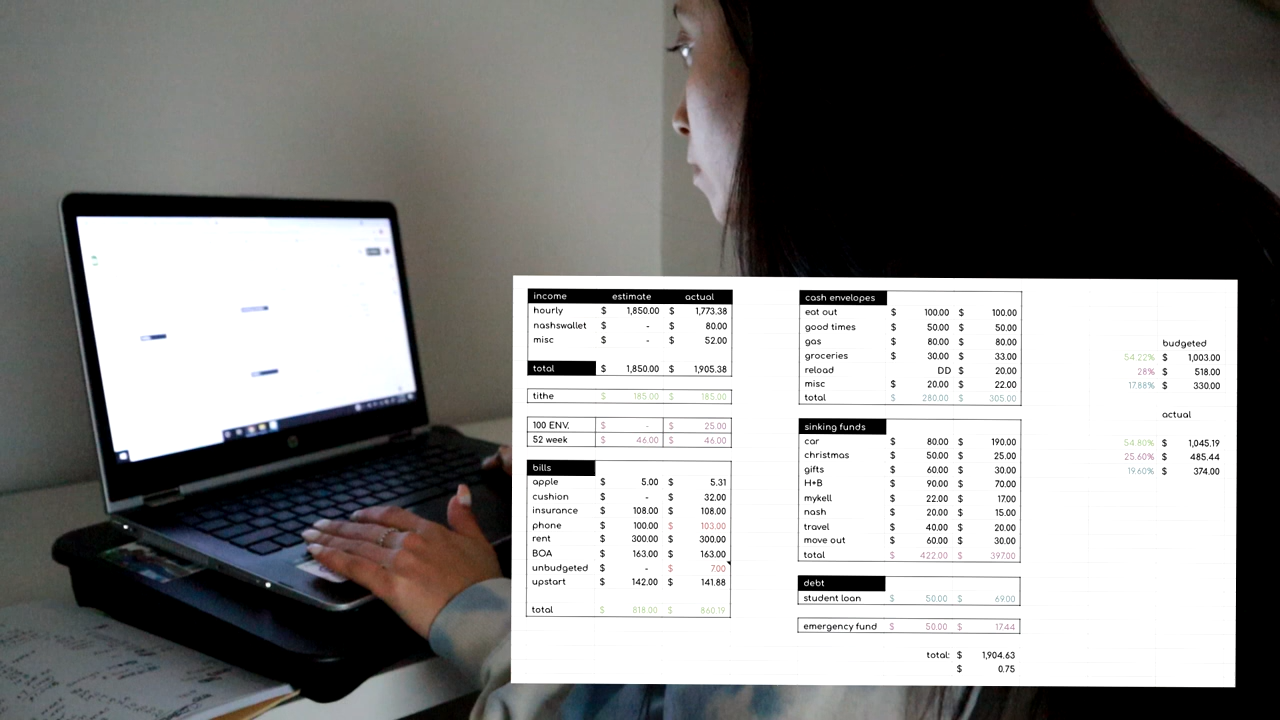 income estimate actual
hourly $ 1,850.00 $ 1,773.38
nashswallet $ - $ 80.00
misc $ - $ 52.00
total $ 1,850.00 $ 1,905.38
tithe $ 185.00 $ 185.00
100 ENV. $ - $ 25.00
52 week $ 46.00 $ 46.00
bills
apple $ 5.00 $ 5.31
cushion $ - $ 32.00
insurance $ 108.00 $ 108.00
phone $ 100.00 $ 103.00
rent $ 300.00 $ 300.00
BOA $ 163.00 $ 163.00
unbudgeted $ - $ 7.00
upstart $ 142.00 $ 141.88
total $ 818.00 $ 860.19
cash envelopes
eat out $ 100.00 $ 100.00
good times $ 50.00 $ 50.00
gas $ 80.00 $ 80.00
groceries $ 30.00 $ 33.00
reload DD $ 20.00
misc $ 20.00 $ 22.00
total $ 280.00 $ 305.00
sinking funds
car $ 80.00 $ 190.00
christmas $ 50.00 $ 25.00
gifts $ 60.00 $ 30.00
H+B $ 90.00 $ 70.00
mykell $ 22.00 $ 17.00
nash $ 20.00 $ 15.00
travel $ 40.00 $ 20.00
move out $ 60.00 $ 30.00
total $ 422.00 $ 397.00
debt
student loan $ 50.00 $ 69.00
emergency fund $ 50.00 $ 17.44
total: $ 1,904.63
$ 0.75
budgeted
54.22% $ 1,003.00
28% $ 518.00
17.88% $ 330.00
actual
54.80% $ 1,045.19
25.60% $ 485.44
19.60% $ 374.00